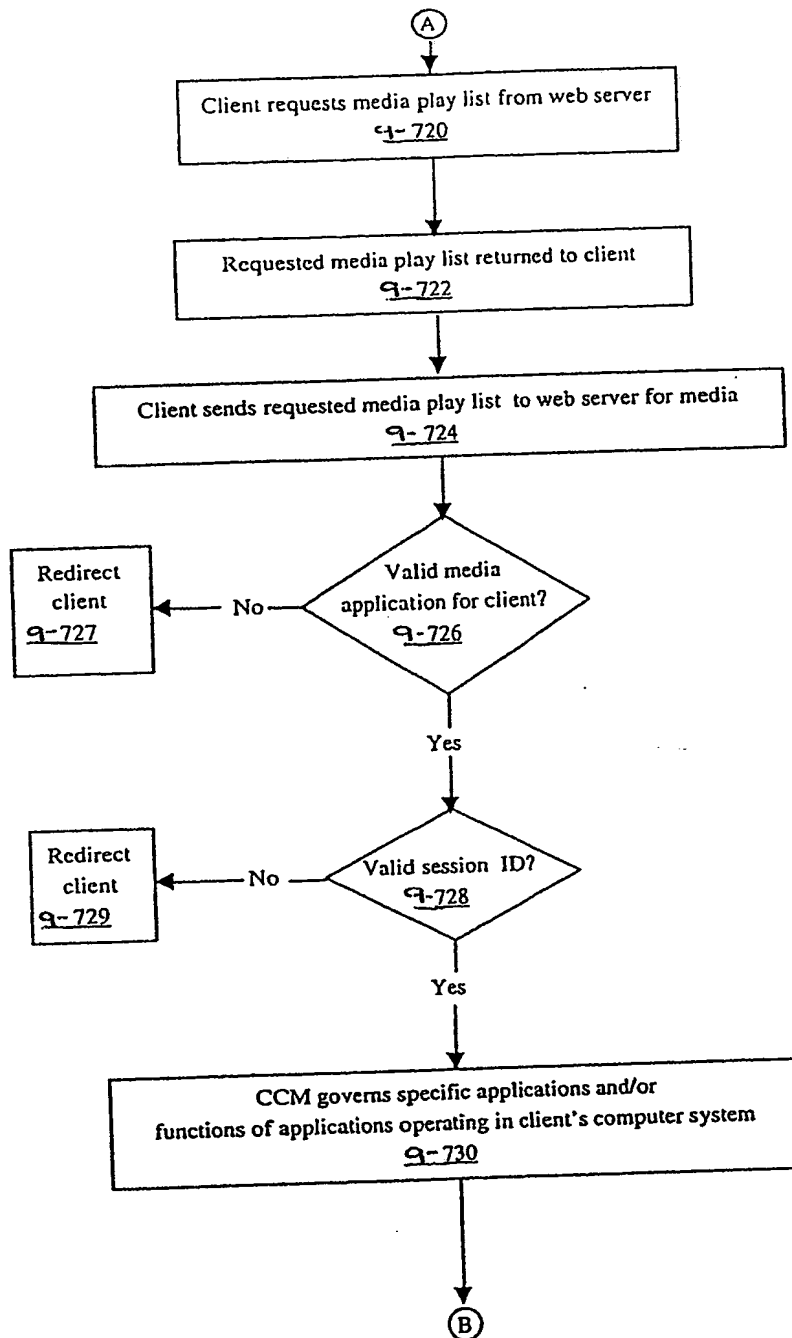 A
Client requests media play list from web server
9-720
Requested media play list returned to client
9-722
Client sends requested media play list to web server for media
9-724
Valid media
application for client?
9-726
No
Redirect
client
9-727
Yes
Valid session ID?
9-728
No
Redirect
client
9-729
Yes
CCM governs specific applications and/or
functions of applications operating in client's computer system
9-730
B